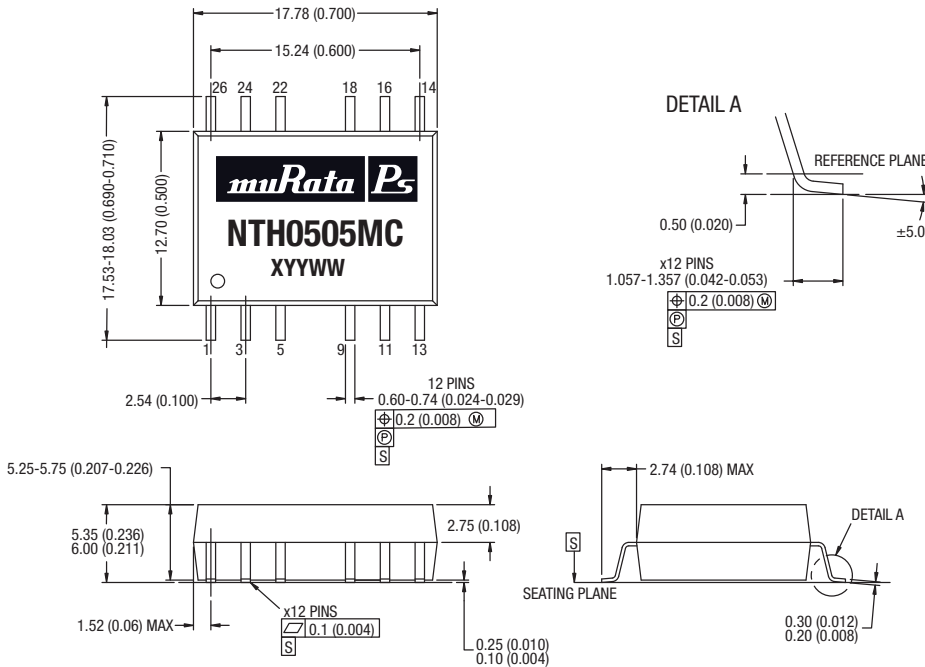 17.78 (0.700)
15.24 (0.600)
26 24 22 18 16 14
17.53-18.03 (0.690-0.710)
12.70 (0.500)
muRata Ps
NTH0505MC
XYYWW
1 3 5 9 11 13
2.54 (0.100)
12 PINS
0.60-0.74 (0.024-0.029)
0.2 (0.008) M
P
S
DETAIL A
REFERENCE PLANE
0.50 (0.020)
±5.0
x12 PINS
1.057-1.357 (0.042-0.053)
0.2 (0.008) M
P
S
5.25-5.75 (0.207-0.226)
5.35 (0.236)
6.00 (0.211)
2.75 (0.108)
1.52 (0.06) MAX
x12 PINS
0.1 (0.004)
S
0.25 (0.010)
0.10 (0.004)
2.74 (0.108) MAX
DETAIL A
S
SEATING PLANE
0.30 (0.012)
0.20 (0.008)